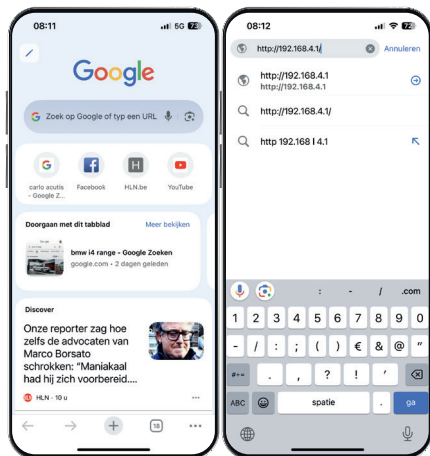 08:11
5G 73
Google
Zoek op Google of typ een URL
carlo acutis
- Google Z...
Facebook
H
HLN.be
YouTube
Doorgaan met dit tabblad
Meer bekijken
bmw i4 range - Google Zoeken
google.com • 2 dagen geleden
Discover
Onze reporter zag hoe
zelfs de advocaten van
Marco Borsato
schrokken: “Maniakaal
had hij zich voorbereid....
HLN · 10 u
18
08:12
http://192.168.4.1/
Annuleren
http://192.168.4.1
http://192.168.4.1
http://192.168.4.1/
http 192.168 l 4.1
: - / .com
1 2 3 4 5 6 7 8 9 0
- / : ; ( ) € & @ "
#+= . , ? ! '
ABC spatie . ga